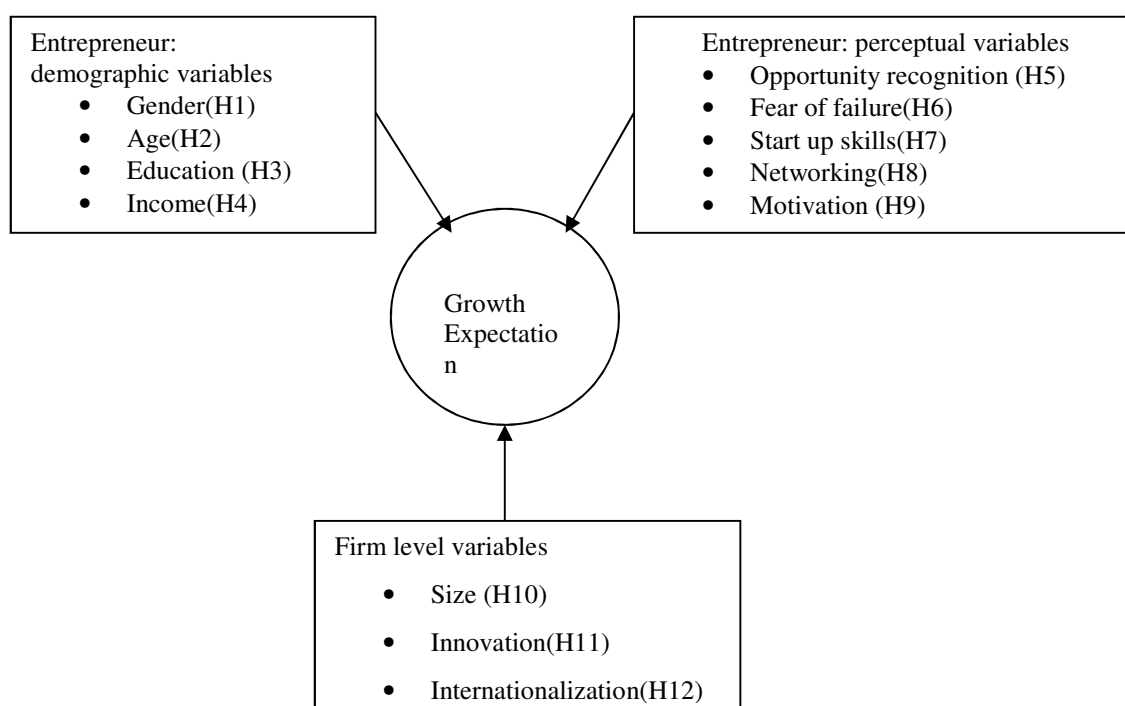 Entrepreneur:
demographic variables
• Gender(H1)
• Age(H2)
• Education (H3)
• Income(H4)
Entrepreneur: perceptual variables
• Opportunity recognition (H5)
• Fear of failure(H6)
• Start up skills(H7)
• Networking(H8)
• Motivation (H9)
Growth
Expectatio
n
Firm level variables
• Size (H10)
• Innovation(H11)
• Internationalization(H12)